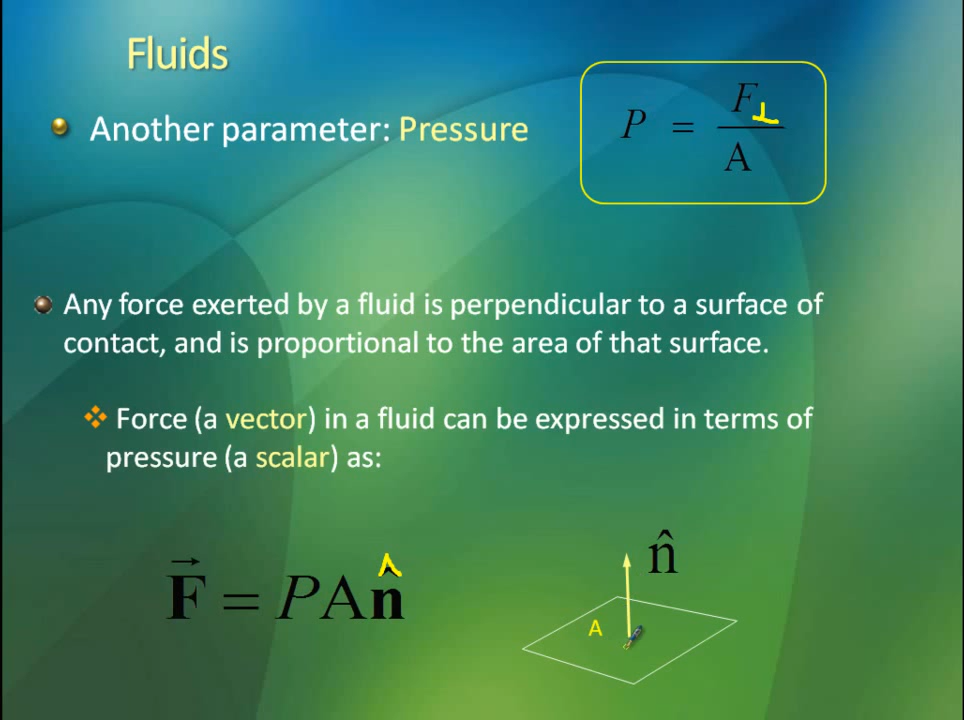 Fluids
Another parameter: Pressure
P = F⊥ / A
Any force exerted by a fluid is perpendicular to a surface of
contact, and is proportional to the area of that surface.
Force (a vector) in a fluid can be expressed in terms of
pressure (a scalar) as:
F⃗ = PAn̂
n̂
A